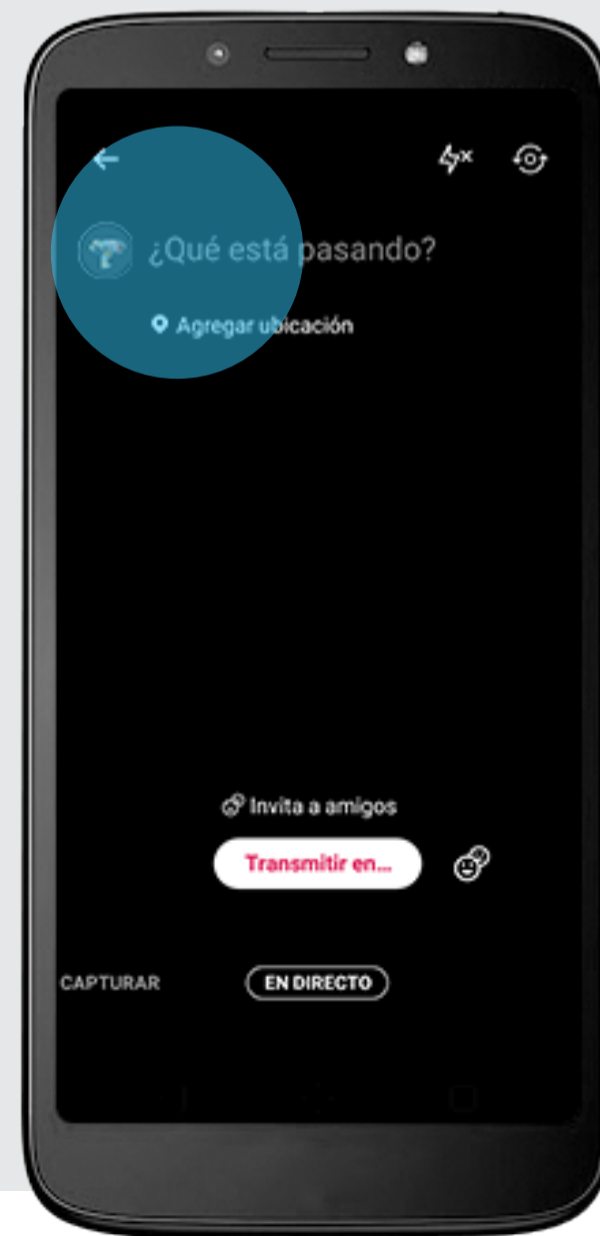 ¿Qué está pasando?
Agregar ubicación
Invita a amigos
Transmitir en...
CAPTURAR
EN DIRECTO